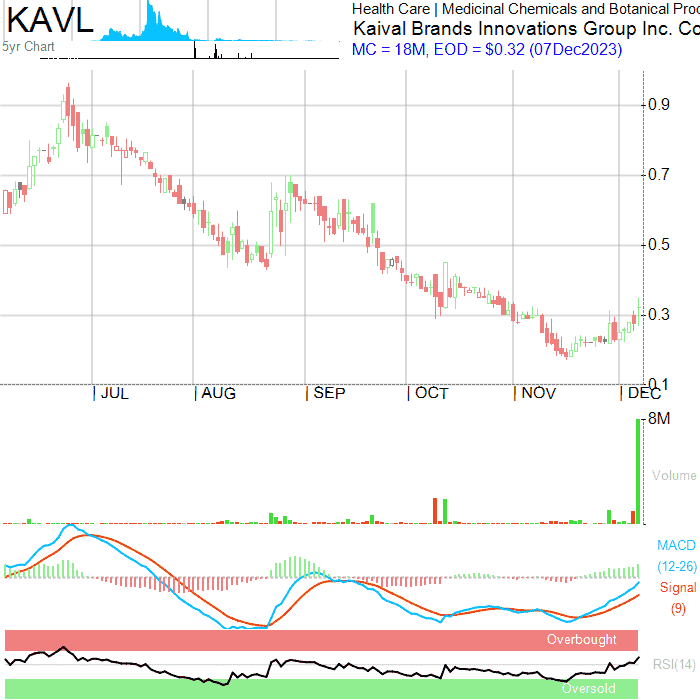 KAVL
5yr Chart
Health Care | Medicinal Chemicals and Botanical Proc
Kaival Brands Innovations Group Inc. Co
MC = 18M, EOD = $0.32 (07Dec2023)
0.9
0.7
0.5
0.3
0.1
JUL AUG SEP OCT NOV DEC
8M
Volume
MACD
(12-26)
Signal
(9)
Overbought
RSI(14)
Oversold